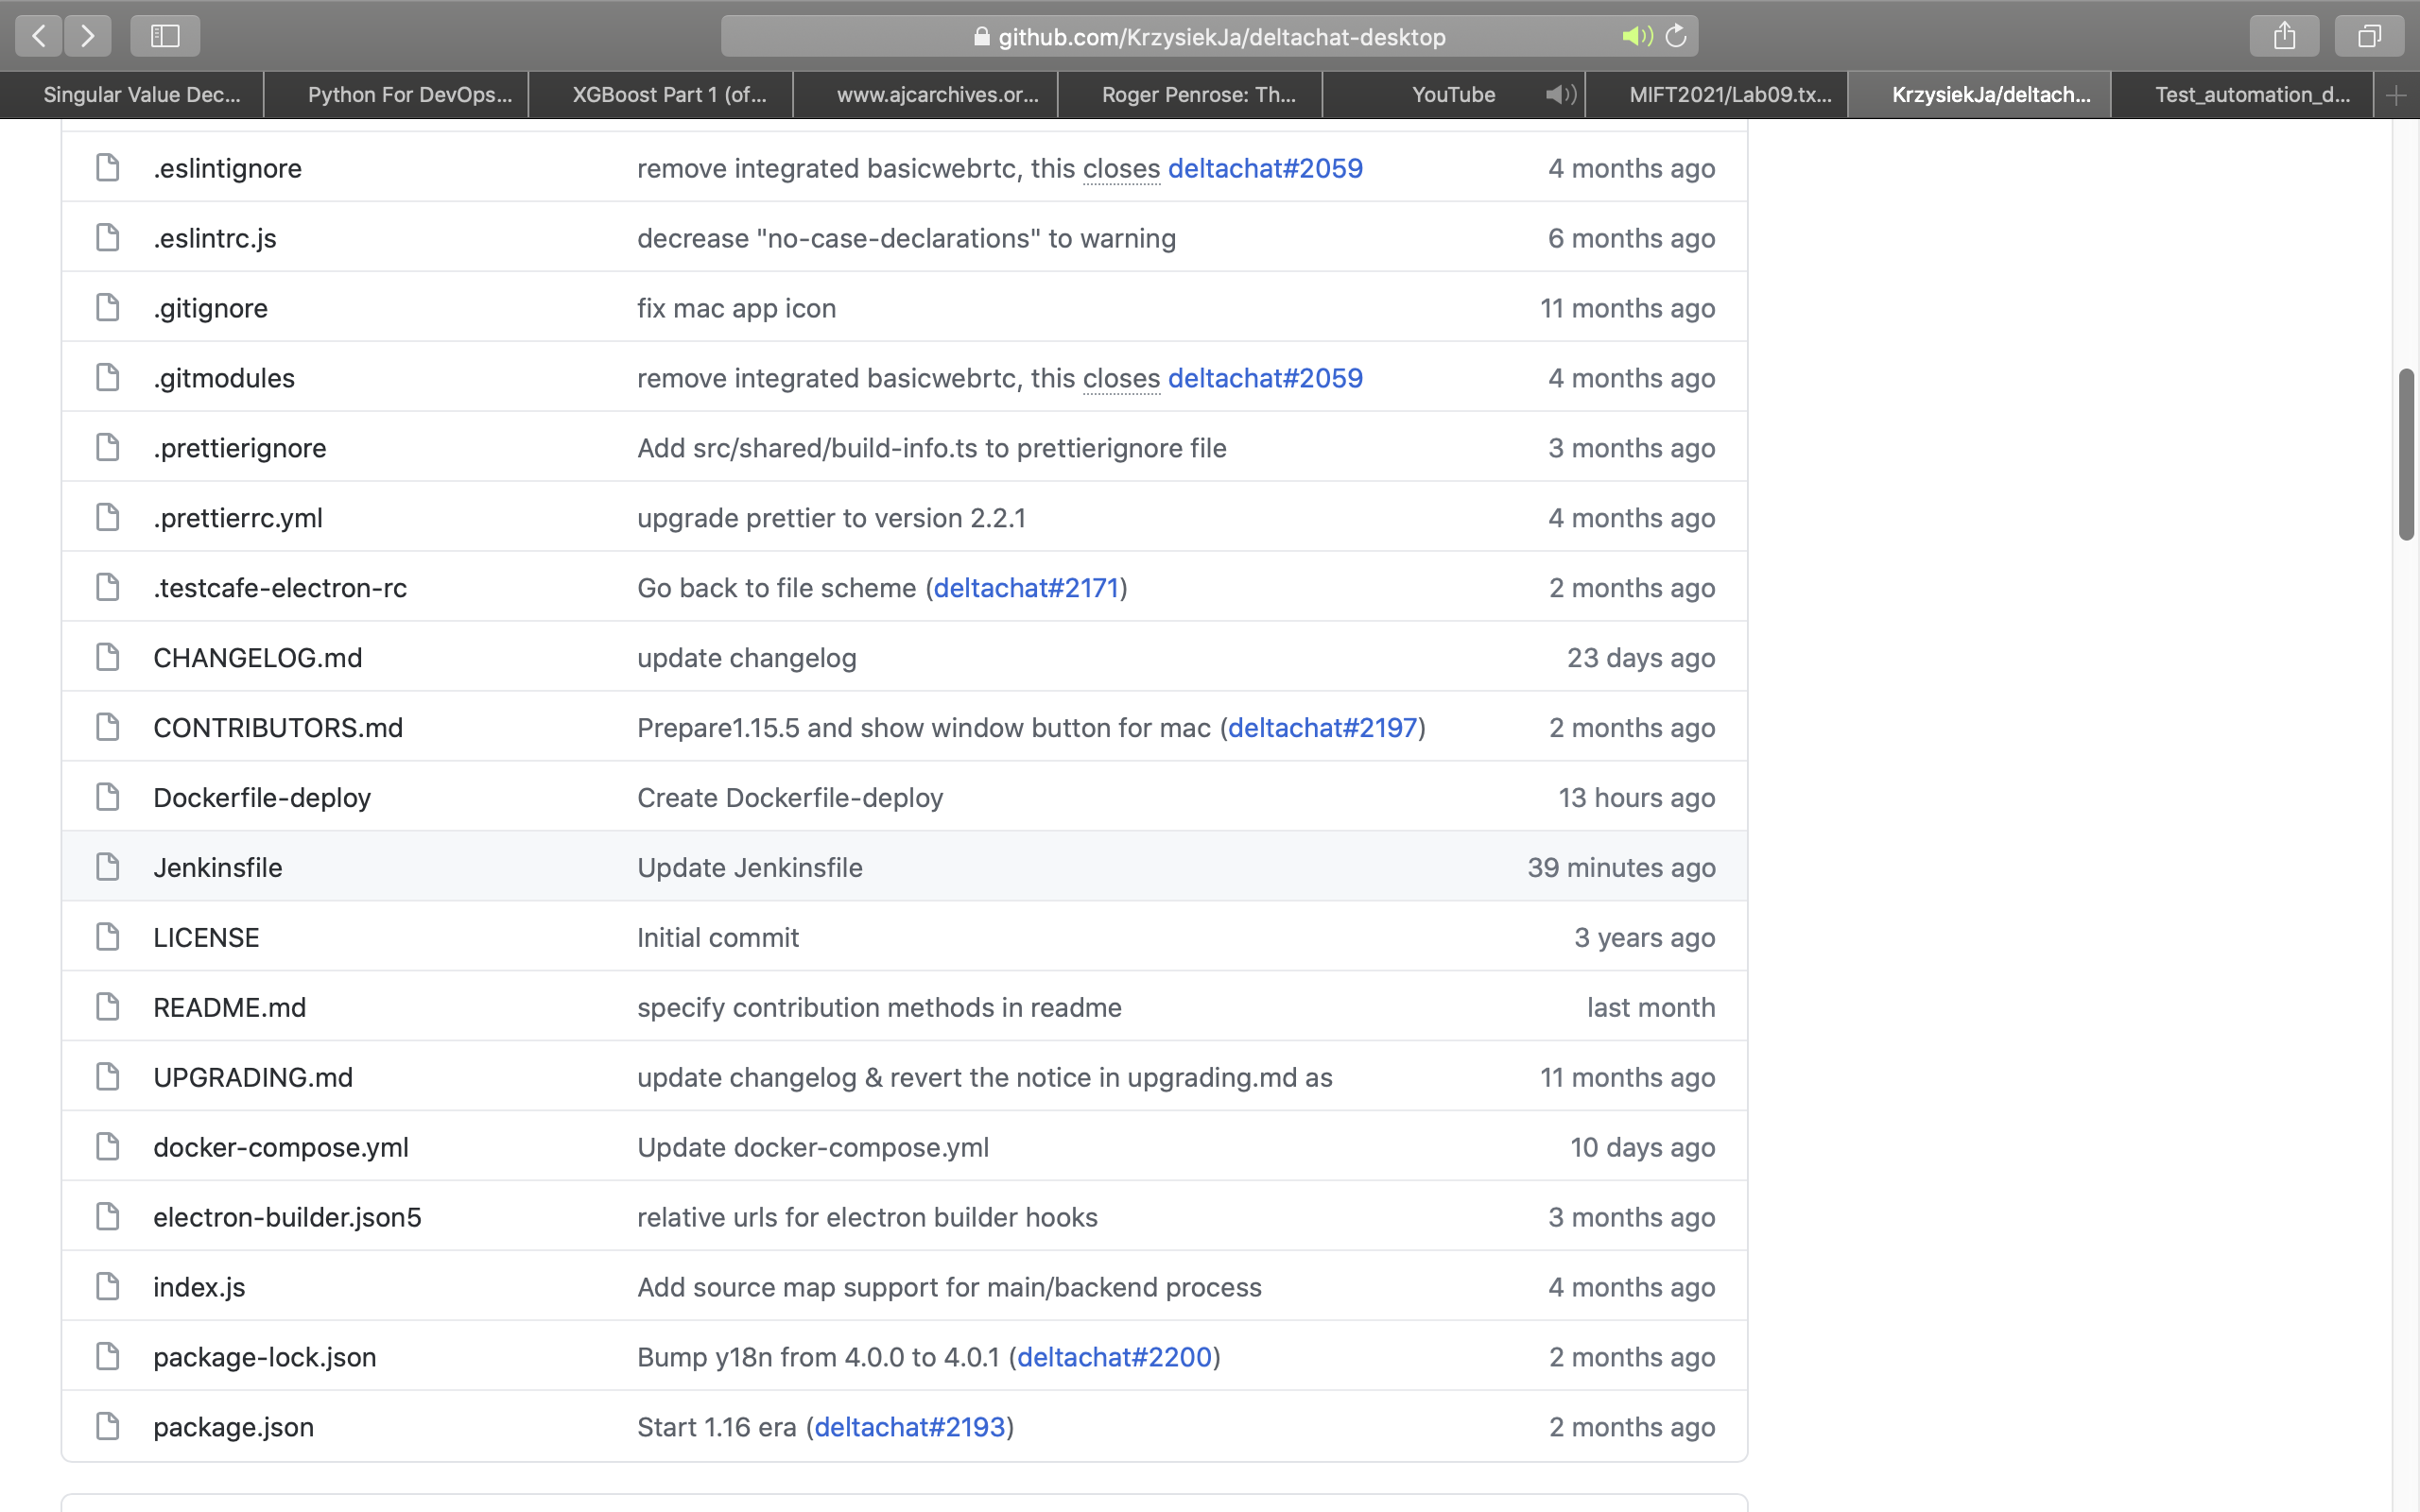 github.com/KrzysiekJa/deltachat-desktop
Singular Value Dec... Python For DevOps... XGBoost Part 1 (of... www.ajcarchives.or... Roger Penrose: Th... YouTube MIFT2021/Lab09.tx... KrzysiekJa/deltach... Test_automation_d...
.eslintignore remove integrated basicwebrtc, this closes deltachat#2059 4 months ago
.eslintrc.js decrease "no-case-declarations" to warning 6 months ago
.gitignore fix mac app icon 11 months ago
.gitmodules remove integrated basicwebrtc, this closes deltachat#2059 4 months ago
.prettierignore Add src/shared/build-info.ts to prettierignore file 3 months ago
.prettierrc.yml upgrade prettier to version 2.2.1 4 months ago
.testcafe-electron-rc Go back to file scheme (deltachat#2171) 2 months ago
CHANGELOG.md update changelog 23 days ago
CONTRIBUTORS.md Prepare1.15.5 and show window button for mac (deltachat#2197) 2 months ago
Dockerfile-deploy Create Dockerfile-deploy 13 hours ago
Jenkinsfile Update Jenkinsfile 39 minutes ago
LICENSE Initial commit 3 years ago
README.md specify contribution methods in readme last month
UPGRADING.md update changelog & revert the notice in upgrading.md as 11 months ago
docker-compose.yml Update docker-compose.yml 10 days ago
electron-builder.json5 relative urls for electron builder hooks 3 months ago
index.js Add source map support for main/backend process 4 months ago
package-lock.json Bump y18n from 4.0.0 to 4.0.1 (deltachat#2200) 2 months ago
package.json Start 1.16 era (deltachat#2193) 2 months ago